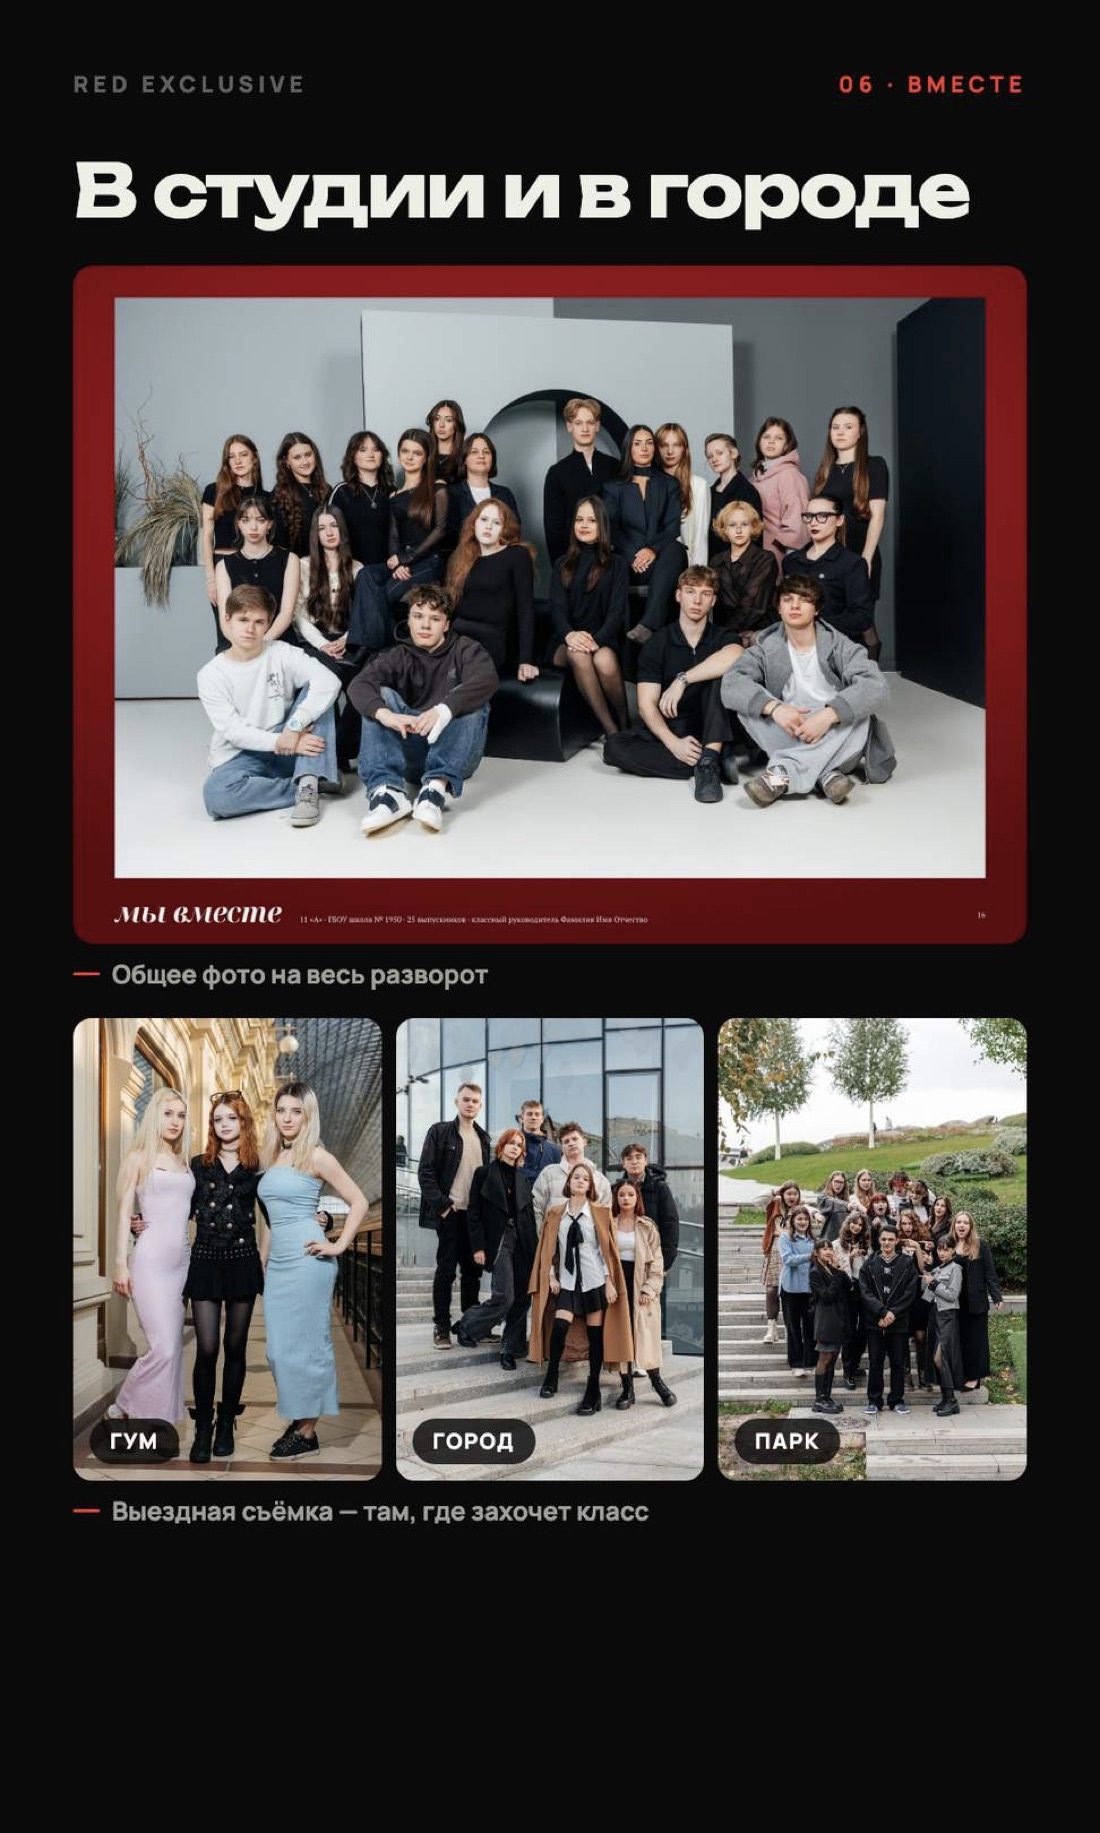 RED EXCLUSIVE
06 · ВМЕСТЕ
В студии и в городе
мы вместе
11 «А» · ГБОУ школа № 1950 · 25 выпускников · классный руководитель Фамилия Имя Отчество
16
— Общее фото на весь разворот
ГУМ
ГОРОД
ПАРК
— Выездная съёмка — там, где захочет класс